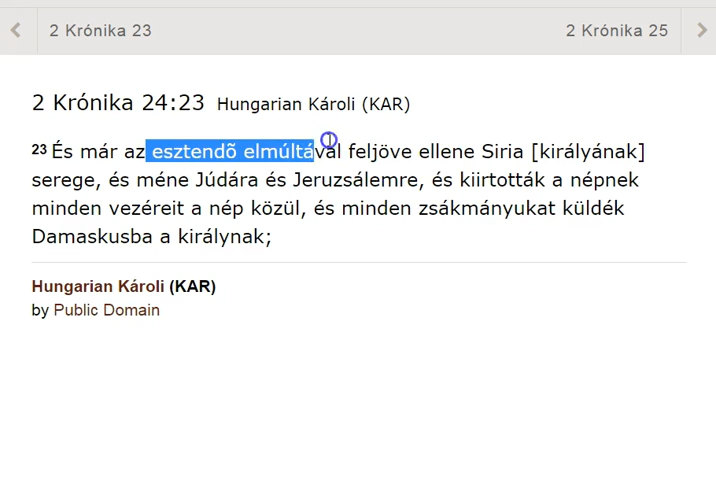 2 Krónika 23
2 Krónika 25
2 Krónika 24:23 Hungarian Károli (KAR)
23 És már az esztendõ elmúltával feljöve ellene Siria [királyának]
serege, és méne Júdára és Jeruzsálemre, és kiirtották a népnek
minden vezéreit a nép közül, és minden zsákmányukat küldék
Damaskusba a királynak;
Hungarian Károli (KAR)
by Public Domain